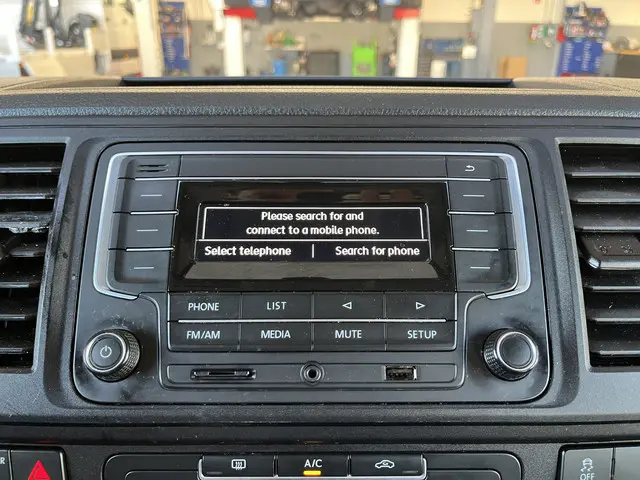 Please search for and
connect to a mobile phone.
Select telephone | Search for phone
PHONE LIST
FM/AM MEDIA MUTE SETUP
R A/C OFF